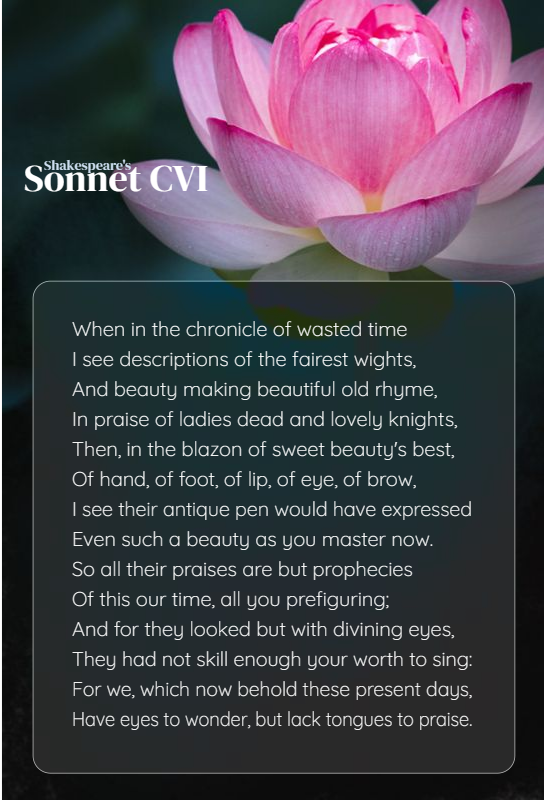 Shakespeare's
Sonnet CVI
When in the chronicle of wasted time
I see descriptions of the fairest wights,
And beauty making beautiful old rhyme,
In praise of ladies dead and lovely knights,
Then, in the blazon of sweet beauty's best,
Of hand, of foot, of lip, of eye, of brow,
I see their antique pen would have expressed
Even such a beauty as you master now.
So all their praises are but prophecies
Of this our time, all you prefiguring;
And for they looked but with divining eyes,
They had not skill enough your worth to sing:
For we, which now behold these present days,
Have eyes to wonder, but lack tongues to praise.